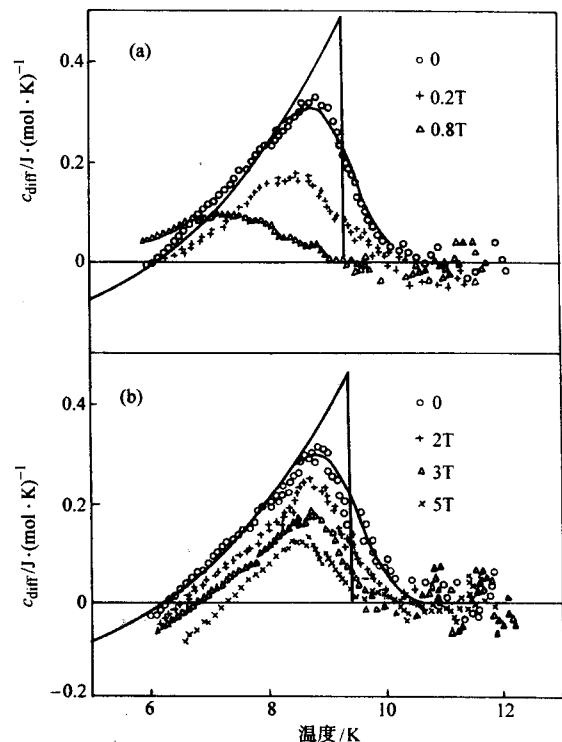 (a)
0
0.2T
0.8T
0.4
0.2
0
c_diff/J·(mol·K)⁻¹
(b)
0
2T
3T
5T
0.4
0.2
0
−0.2
c_diff/J·(mol·K)⁻¹
6 8 10 12
温度/K